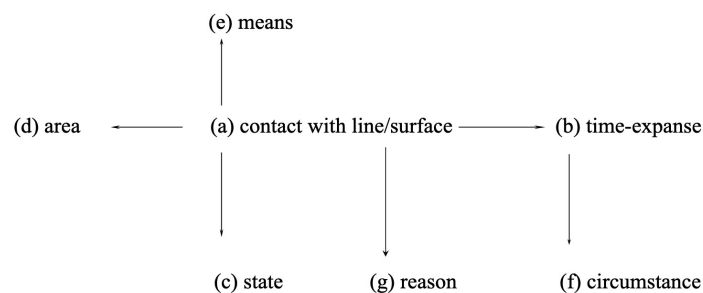 (e) means
(d) area
(a) contact with line/surface
(b) time-expanse
(c) state
(g) reason
(f) circumstance